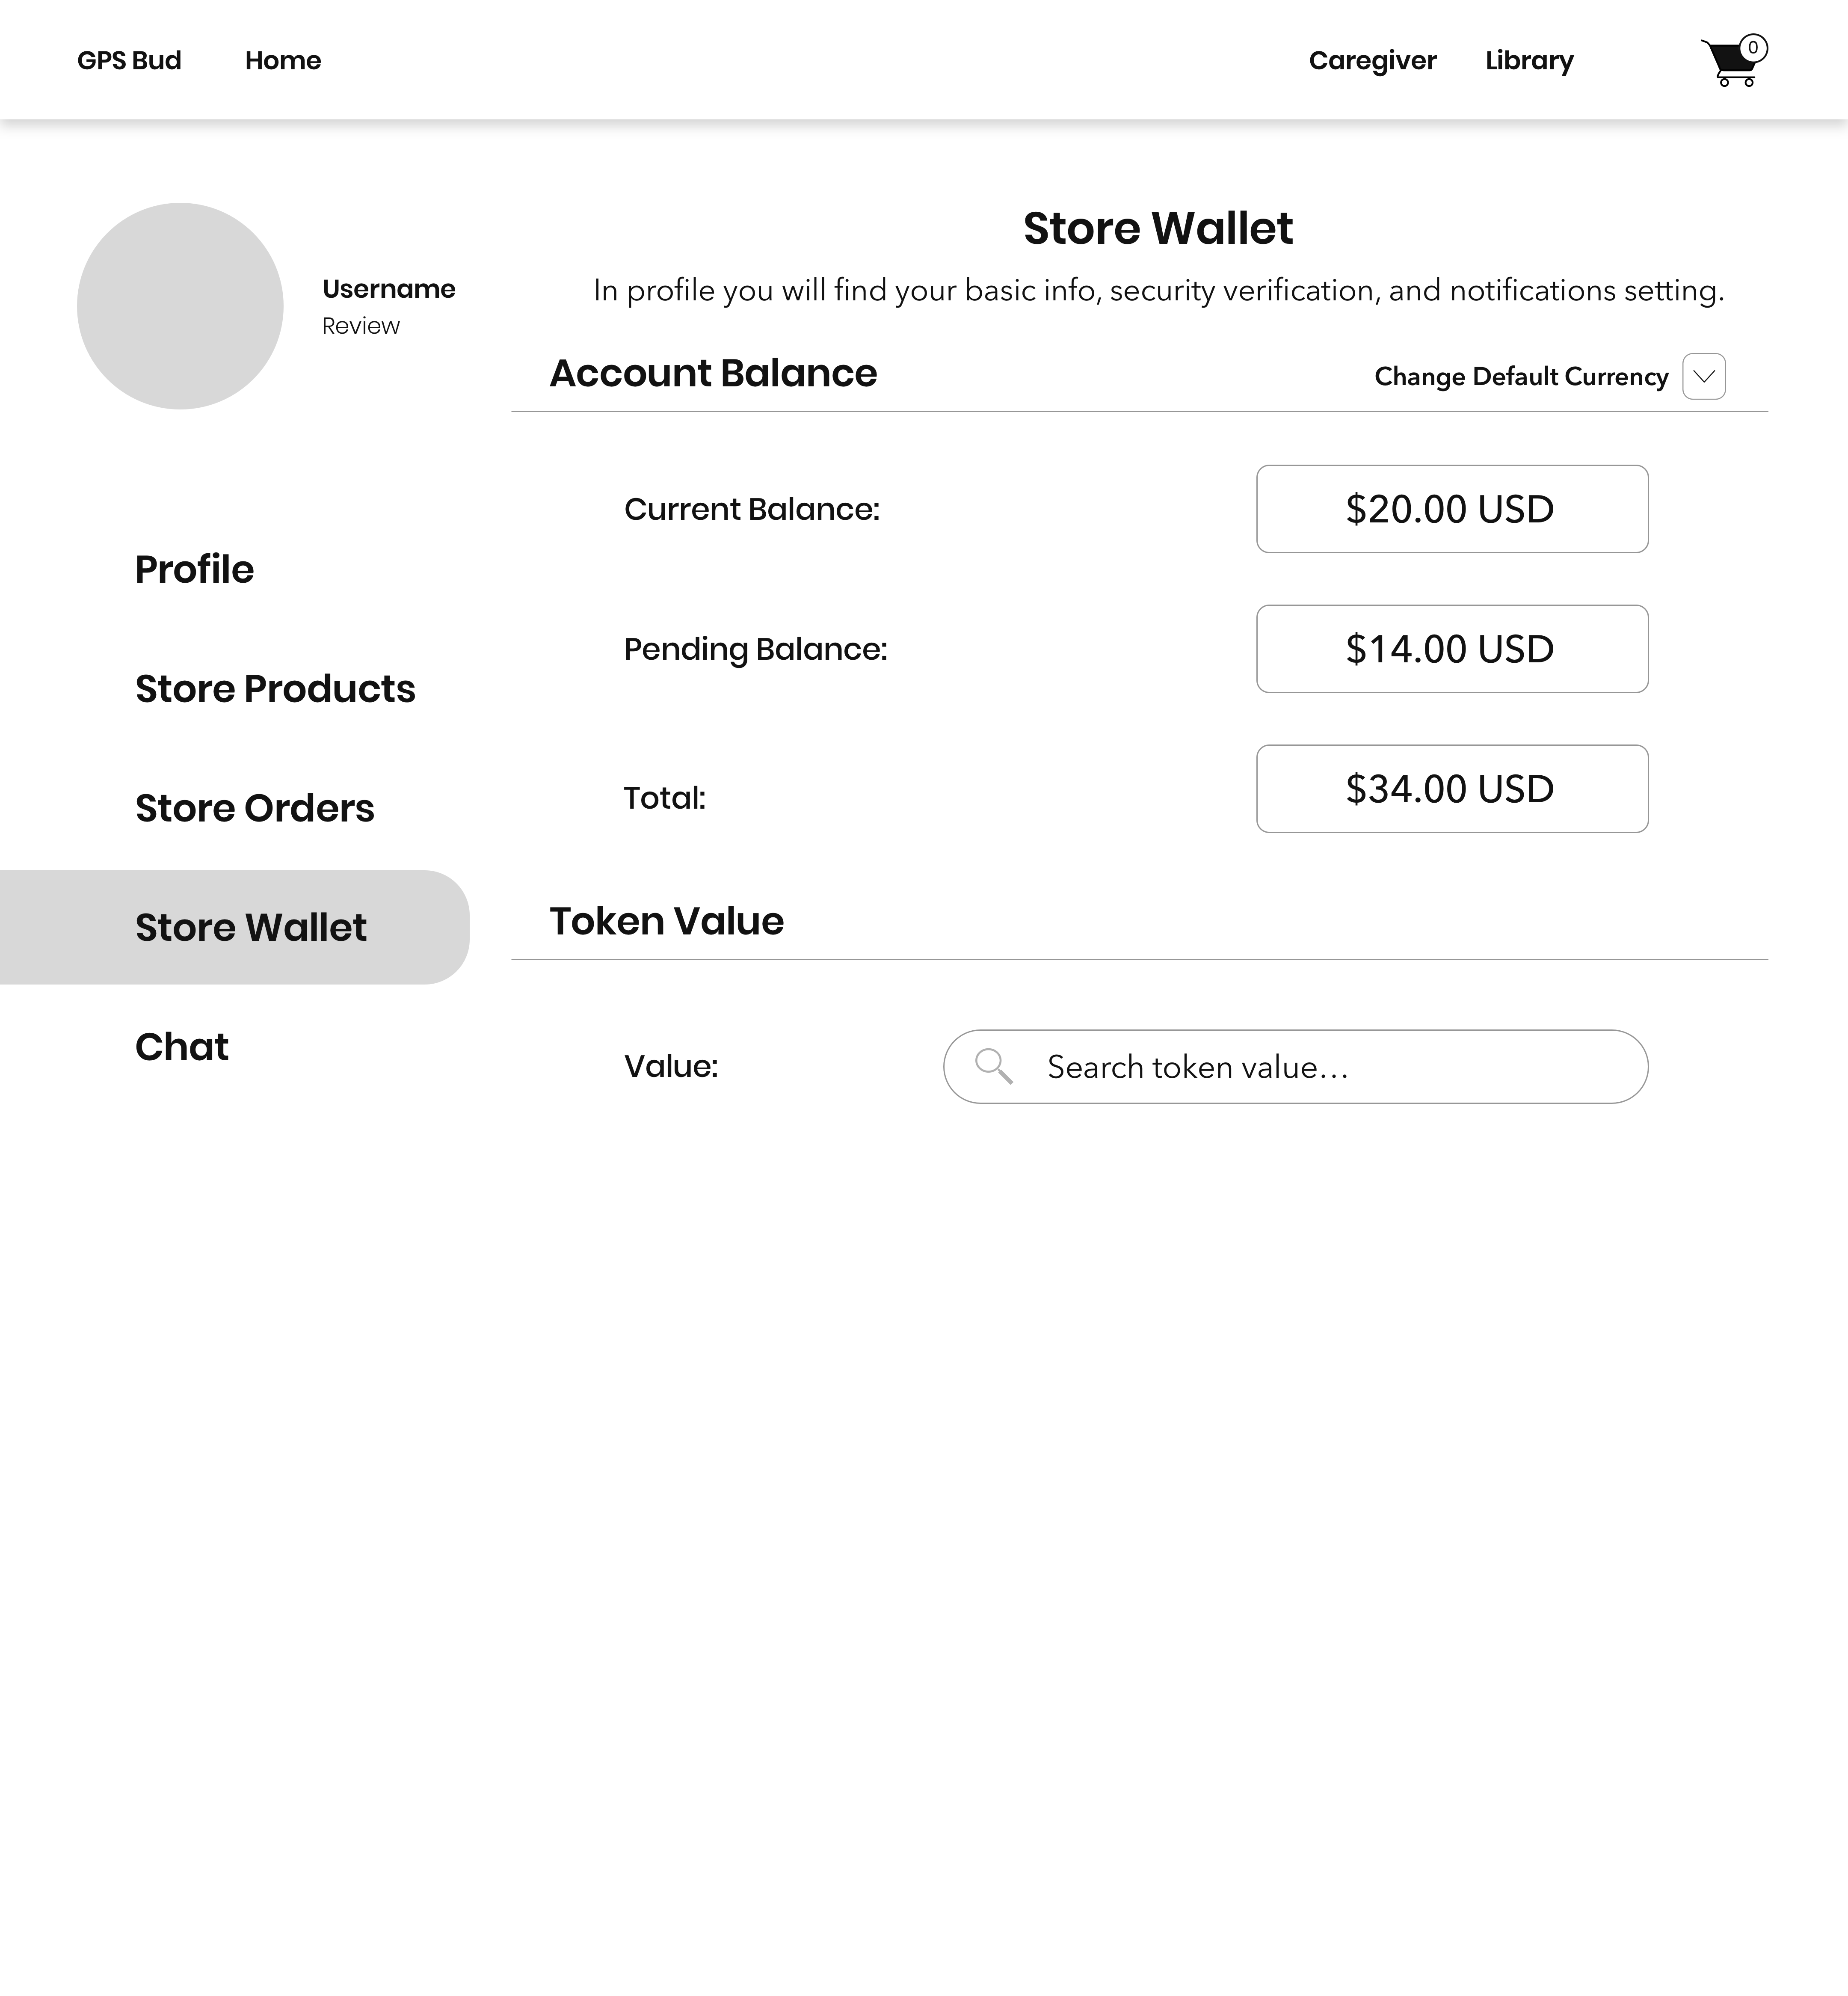 GPS Bud Home Caregiver Library 0
Store Wallet
In profile you will find your basic info, security verification, and notifications setting.
Username
Review
Account Balance Change Default Currency
Current Balance: $20.00 USD
Pending Balance: $14.00 USD
Total: $34.00 USD
Profile
Store Products
Store Orders
Store Wallet
Chat
Token Value
Value: Search token value...